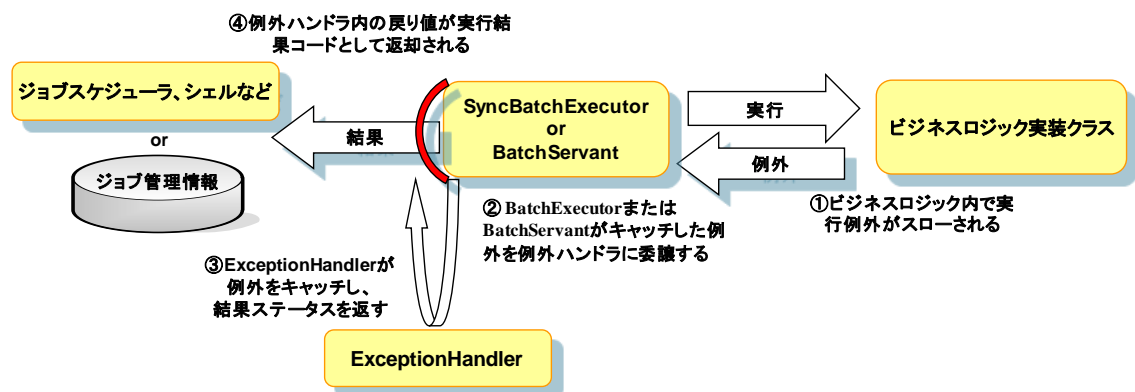 ④例外ハンドラ内の戻り値が実行結
果コードとして返却される
ジョブスケジューラ、シェルなど
or
ジョブ管理情報
結果
SyncBatchExecutor
or
BatchServant
実行
例外
ビジネスロジック実装クラス
①ビジネスロジック内で実
行例外がスローされる
② BatchExecutorまたは
BatchServantがキャッチした例
外を例外ハンドラに委譲する
③ExceptionHandlerが
例外をキャッチし、
結果ステータスを返す
ExceptionHandler